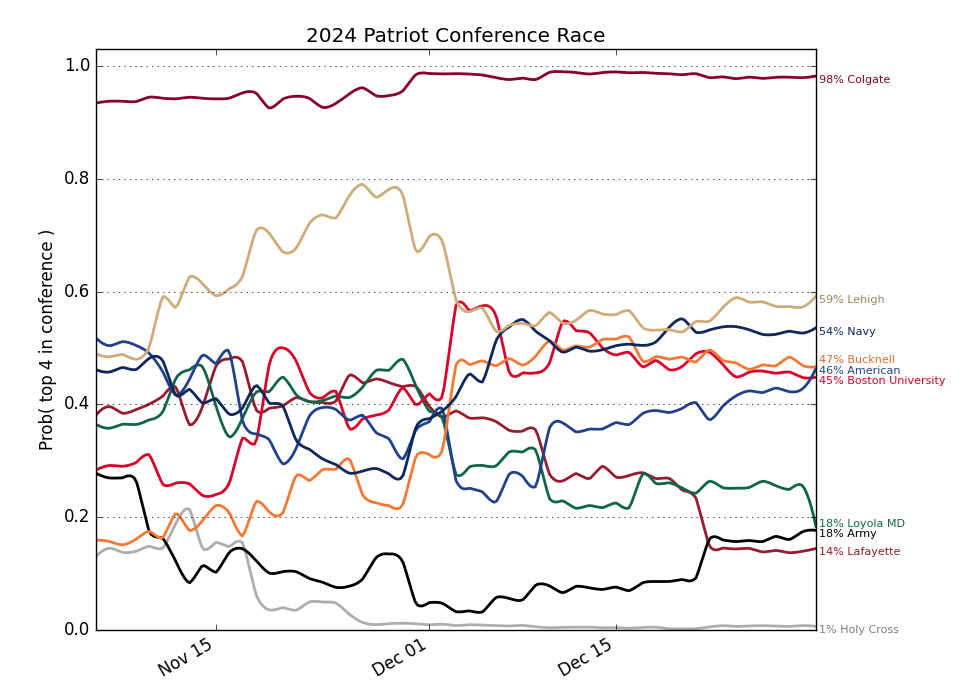 2024 Patriot Conference Race
Prob( top 4 in conference )
1.0
0.8
0.6
0.4
0.2
0.0
Nov 15
Dec 01
Dec 15
98% Colgate
59% Lehigh
54% Navy
47% Bucknell
46% American
45% Boston University
18% Loyola MD
18% Army
14% Lafayette
1% Holy Cross